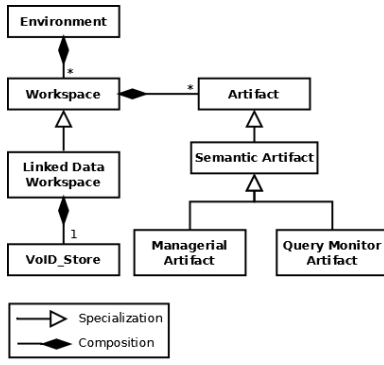 Environment
*
Workspace
*
Artifact
Linked Data
Workspace
Semantic Artifact
1
VoID_Store
Managerial
Artifact
Query Monitor
Artifact
Specialization
Composition